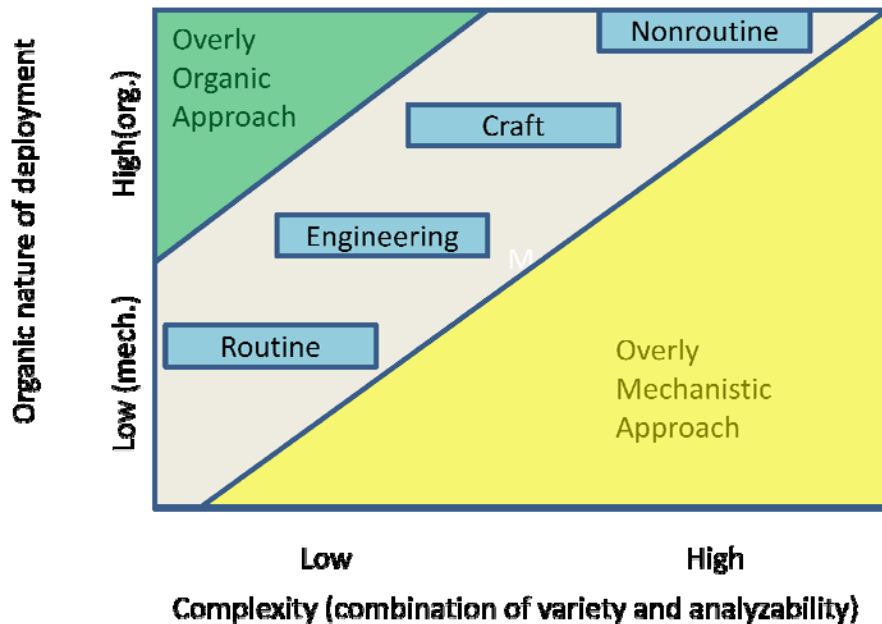 Overly
Organic
Approach
Nonroutine
Craft
Engineering
M
Routine
Overly
Mechanistic
Approach
Organic nature of deployment
Low (mech.)
High(org.)
Low
High
Complexity (combination of variety and analyzability)